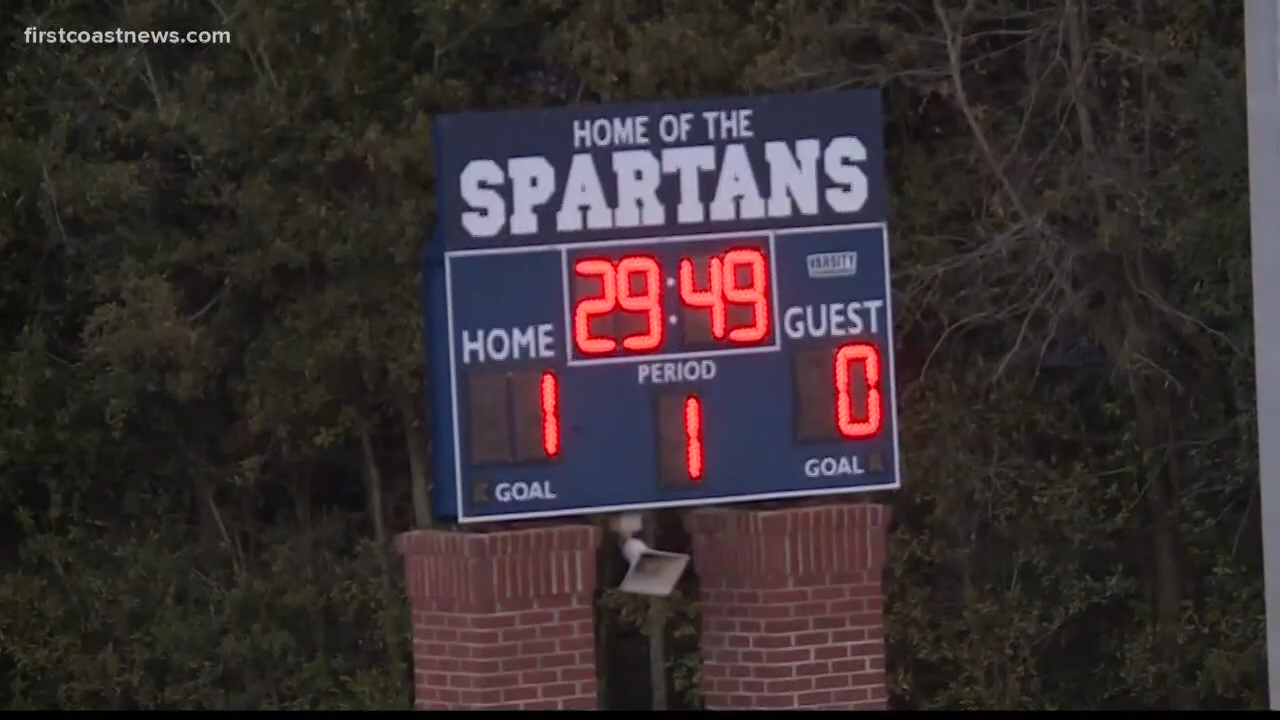 firstcoastnews.com
HOME OF THE
SPARTANS
29:49
VARSITY
HOME
GUEST
1
PERIOD
0
1
GOAL
GOAL